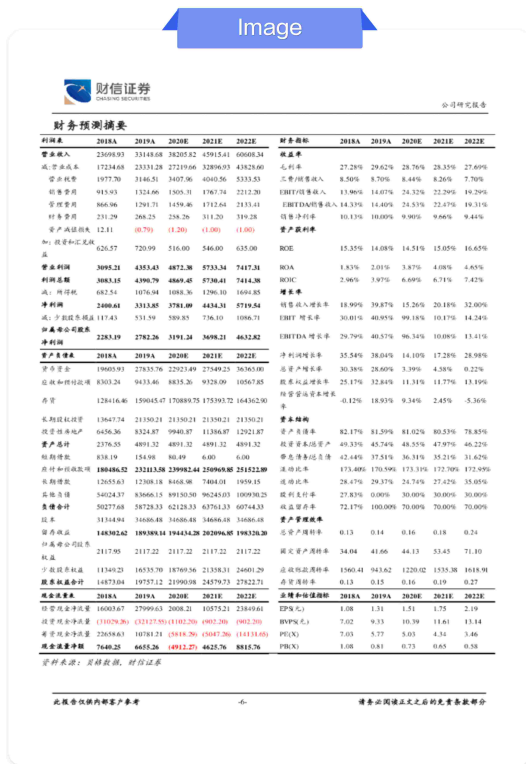 Image
财信证券
CHASING SECURITIES
公司研究报告
财务预测摘要
利润表 2018A 2019A 2020E 2021E 2022E 财务指标 2018A 2019A 2020E 2021E 2022E
营业收入 23698.93 33148.68 38205.82 45915.41 60608.34 收益率
减:营业成本 17234.68 23331.28 27219.66 32896.93 43828.60 毛利率 27.28% 29.62% 28.76% 28.35% 27.69%
营业税费 1977.70 3146.51 3407.96 4040.56 5333.53 三费/销售收入 8.50% 8.70% 8.44% 8.26% 7.70%
销售费用 915.93 1324.66 1505.31 1767.74 2212.20 EBIT/销售收入 13.96% 14.07% 24.32% 22.29% 19.29%
管理费用 866.96 1291.71 1459.46 1712.64 2133.41 EBITDA/销售收入 14.33% 14.40% 24.53% 22.47% 19.31%
财务费用 231.29 268.25 258.26 311.20 319.28 销售净利率 10.13% 10.00% 9.90% 9.66% 9.44%
资产减值损失 12.11 (0.79) (1.20) (1.00) (1.00) 资产获利率
加:投资和汇兑收益 626.57 720.99 516.00 546.00 635.00 ROE 15.35% 14.08% 14.51% 15.05% 16.65%
营业利润 3095.21 4353.43 4872.38 5733.34 7417.31 ROA 1.83% 2.01% 3.87% 4.08% 4.65%
利润总额 3083.15 4390.79 4869.45 5730.41 7414.38 ROIC 2.96% 3.97% 6.69% 6.71% 7.42%
减:所得税 682.54 1076.94 1088.36 1296.10 1694.85 增长率
净利润 2400.61 3313.85 3781.09 4434.31 5719.54 销售收入增长率 18.99% 39.87% 15.26% 20.18% 32.00%
减:少数股东损益 117.43 531.59 589.85 736.10 1086.71 EBIT 增长率 30.01% 40.95% 99.18% 10.17% 14.24%
归属母公司股东净利润 2283.19 2782.26 3191.24 3698.21 4632.82 EBITDA 增长率 29.79% 40.57% 96.34% 10.08% 13.41%
资产负债表 2018A 2019A 2020E 2021E 2022E 净利润增长率 35.54% 38.04% 14.10% 17.28% 28.98%
货币资金 19605.93 27835.76 22923.49 27549.25 36365.00 总资产增长率 30.38% 28.60% 3.39% 4.58% 0.22%
应收和预付款项 8303.24 9433.46 8835.26 9328.09 10567.85 股东权益增长率 25.17% 32.84% 11.31% 11.77% 13.19%
存货 128416.46 159045.47 170889.75 175393.72 164362.90 经营营运资本增长率 -0.12% 18.93% 9.34% 2.45% -5.36%
长期股权投资 13647.74 21350.21 21350.21 21350.21 21350.21 资本结构
投资性房地产 6456.36 8324.87 9940.87 11386.87 12921.87 资产负债率 82.17% 81.59% 81.02% 80.53% 78.85%
资产总计 2376.55 4891.32 4891.32 4891.32 4891.32 投资资本/总资产 49.33% 45.74% 48.55% 47.97% 46.22%
短期借款 838.19 154.98 80.49 6.00 6.00 带息债务/总负债 42.44% 37.51% 36.31% 35.21% 31.62%
应付和预收款项 180486.52 232113.58 239982.44 250969.85 251522.89 流动比率 173.40% 170.59% 173.31% 172.70% 172.95%
长期借款 12655.63 12308.18 8468.98 7404.01 1959.15 速动比率 28.47% 29.37% 24.74% 27.42% 35.05%
其他负债 54024.37 83666.15 89150.50 96245.03 100930.25 股利支付率 27.83% 0.00% 30.00% 30.00% 30.00%
负债合计 50277.68 58728.33 62128.33 63761.33 60744.33 收益留存率 72.17% 100.00% 70.00% 70.00% 70.00%
股本 31344.94 34686.48 34686.48 34686.48 34686.48 资产管理效率
留存收益 148302.62 189389.14 194434.28 202096.85 198320.20 总资产周转率 0.13 0.14 0.16 0.18 0.24
归属母公司股东权益 2117.95 2117.22 2117.22 2117.22 2117.22 固定资产周转率 34.04 41.66 44.13 53.45 71.10
少数股东权益 11349.23 16535.70 18769.56 21358.31 24601.29 应收账款周转率 1560.41 943.62 1220.02 1535.38 1618.91
股东权益合计 14873.04 19757.12 21990.98 24579.73 27822.71 存货周转率 0.13 0.15 0.16 0.19 0.27
现金流量表 2018A 2019A 2020E 2021E 2022E 业绩和估值指标 2018A 2019A 2020E 2021E 2022E
经营现金净流量 16003.67 27999.63 2008.21 10575.21 23849.61 EPS(元) 1.08 1.31 1.51 1.75 2.19
投资现金净流量 (31029.26) (32127.55) (1102.20) (902.20) (902.20) BVPS(元) 7.02 9.33 10.39 11.61 13.14
筹资现金净流量 22658.63 10781.21 (5818.29) (5047.26) (14131.65) PE(X) 7.03 5.77 5.03 4.34 3.46
现金流量净额 7640.25 6655.26 (4912.27) 4625.76 8815.76 PB(X) 1.08 0.81 0.73 0.65 0.58
资料来源:贝格数据,财信证券
此报告仅供内部客户参考 -6- 请务必阅读正文之后的免责条款部分